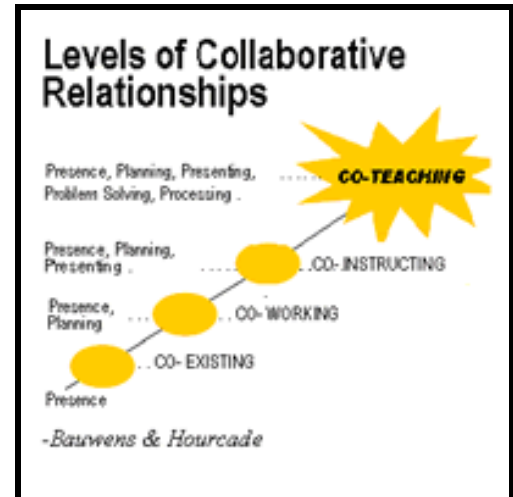 Levels of Collaborative
Relationships
Presence, Planning, Presenting,
Problem Solving, Processing .
..... CO-TEACHING
Presence, Planning,
Presenting .
..... CO-INSTRUCTING
Presence,
Planning
... .. CO-WORKING
.. CO-EXISTING
Presence
-Bauwens & Hourcade